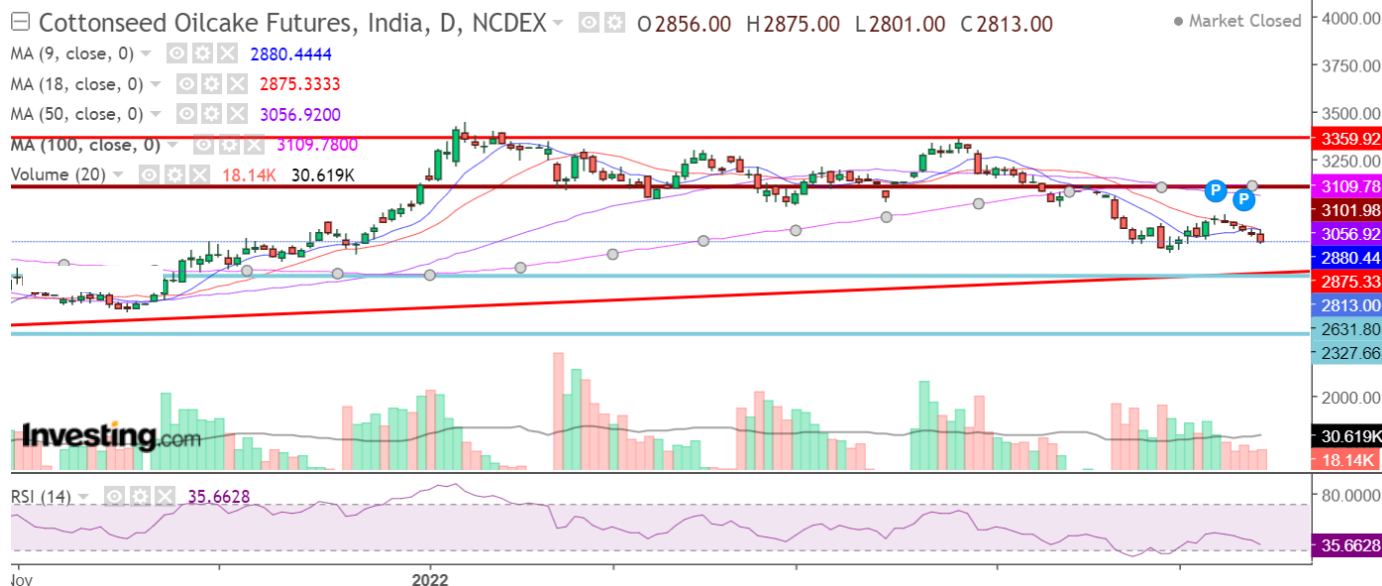 Cottonseed Oilcake Futures, India, D, NCDEX O2856.00 H2875.00 L2801.00 C2813.00
Market Closed
MA (9, close, 0) 2880.4444
MA (18, close, 0) 2875.3333
MA (50, close, 0) 3056.9200
MA (100, close, 0) 3109.7800
Volume (20) 18.14K 30.619K
4000.00
3750.00
3500.00
3359.92
3250.00
3109.78
3101.98
3056.92
2880.44
2875.33
2813.00
2631.80
2327.66
2000.00
30.619K
18.14K
P
P
Investing.com
RSI (14) 35.6628
80.0000
35.6628
Nov
2022